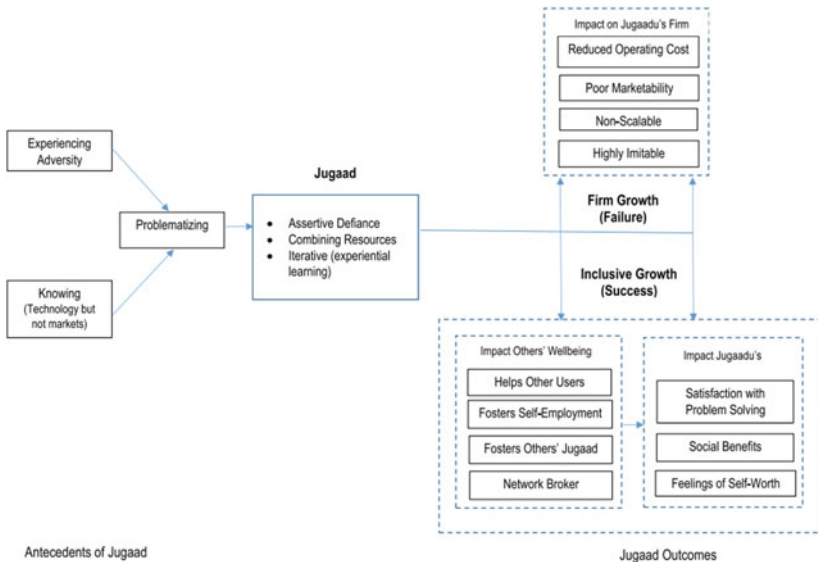 Impact on Jugaadu's Firm
Reduced Operating Cost
Poor Marketability
Non-Scalable
Highly Imitable
Experiencing
Adversity
Problematizing
Knowing
(Technology but
not markets)
Jugaad
• Assertive Defiance
• Combining Resources
• Iterative (experiential
learning)
Firm Growth
(Failure)
Inclusive Growth
(Success)
Impact Others' Wellbeing
Helps Other Users
Fosters Self-Employment
Fosters Others' Jugaad
Network Broker
Impact Jugaadu's
Satisfaction with
Problem Solving
Social Benefits
Feelings of Self-Worth
Antecedents of Jugaad
Jugaad Outcomes